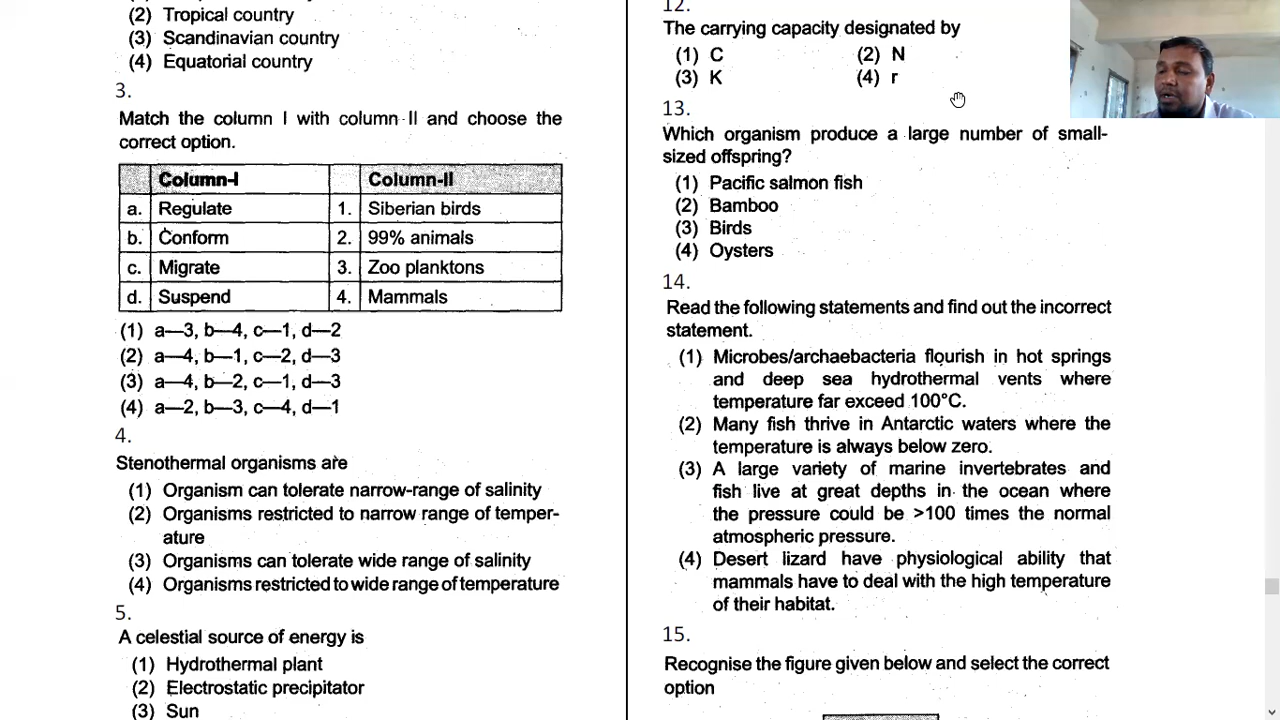 (2) Tropical country
(3) Scandinavian country
(4) Equatorial country
3.
Match the column I with column II and choose the
correct option.
Column-I Column-II
a. Regulate 1. Siberian birds
b. Conform 2. 99% animals
c. Migrate 3. Zoo planktons
d. Suspend 4. Mammals
(1) a—3, b—4, c—1, d—2
(2) a—4, b—1, c—2, d—3
(3) a—4, b—2, c—1, d—3
(4) a—2, b—3, c—4, d—1
4.
Stenothermal organisms are
(1) Organism can tolerate narrow-range of salinity
(2) Organisms restricted to narrow range of temper-
ature
(3) Organisms can tolerate wide range of salinity
(4) Organisms restricted to wide range of temperature
5.
A celestial source of energy is
(1) Hydrothermal plant
(2) Electrostatic precipitator
(3) Sun
12.
The carrying capacity designated by
(1) C (2) N
(3) K (4) r
13.
Which organism produce a large number of small-
sized offspring?
(1) Pacific salmon fish
(2) Bamboo
(3) Birds
(4) Oysters
14.
Read the following statements and find out the incorrect
statement.
(1) Microbes/archaebacteria flourish in hot springs
and deep sea hydrothermal vents where
temperature far exceed 100°C.
(2) Many fish thrive in Antarctic waters where the
temperature is always below zero.
(3) A large variety of marine invertebrates and
fish live at great depths in the ocean where
the pressure could be >100 times the normal
atmospheric pressure.
(4) Desert lizard have physiological ability that
mammals have to deal with the high temperature
of their habitat.
15.
Recognise the figure given below and select the correct
option